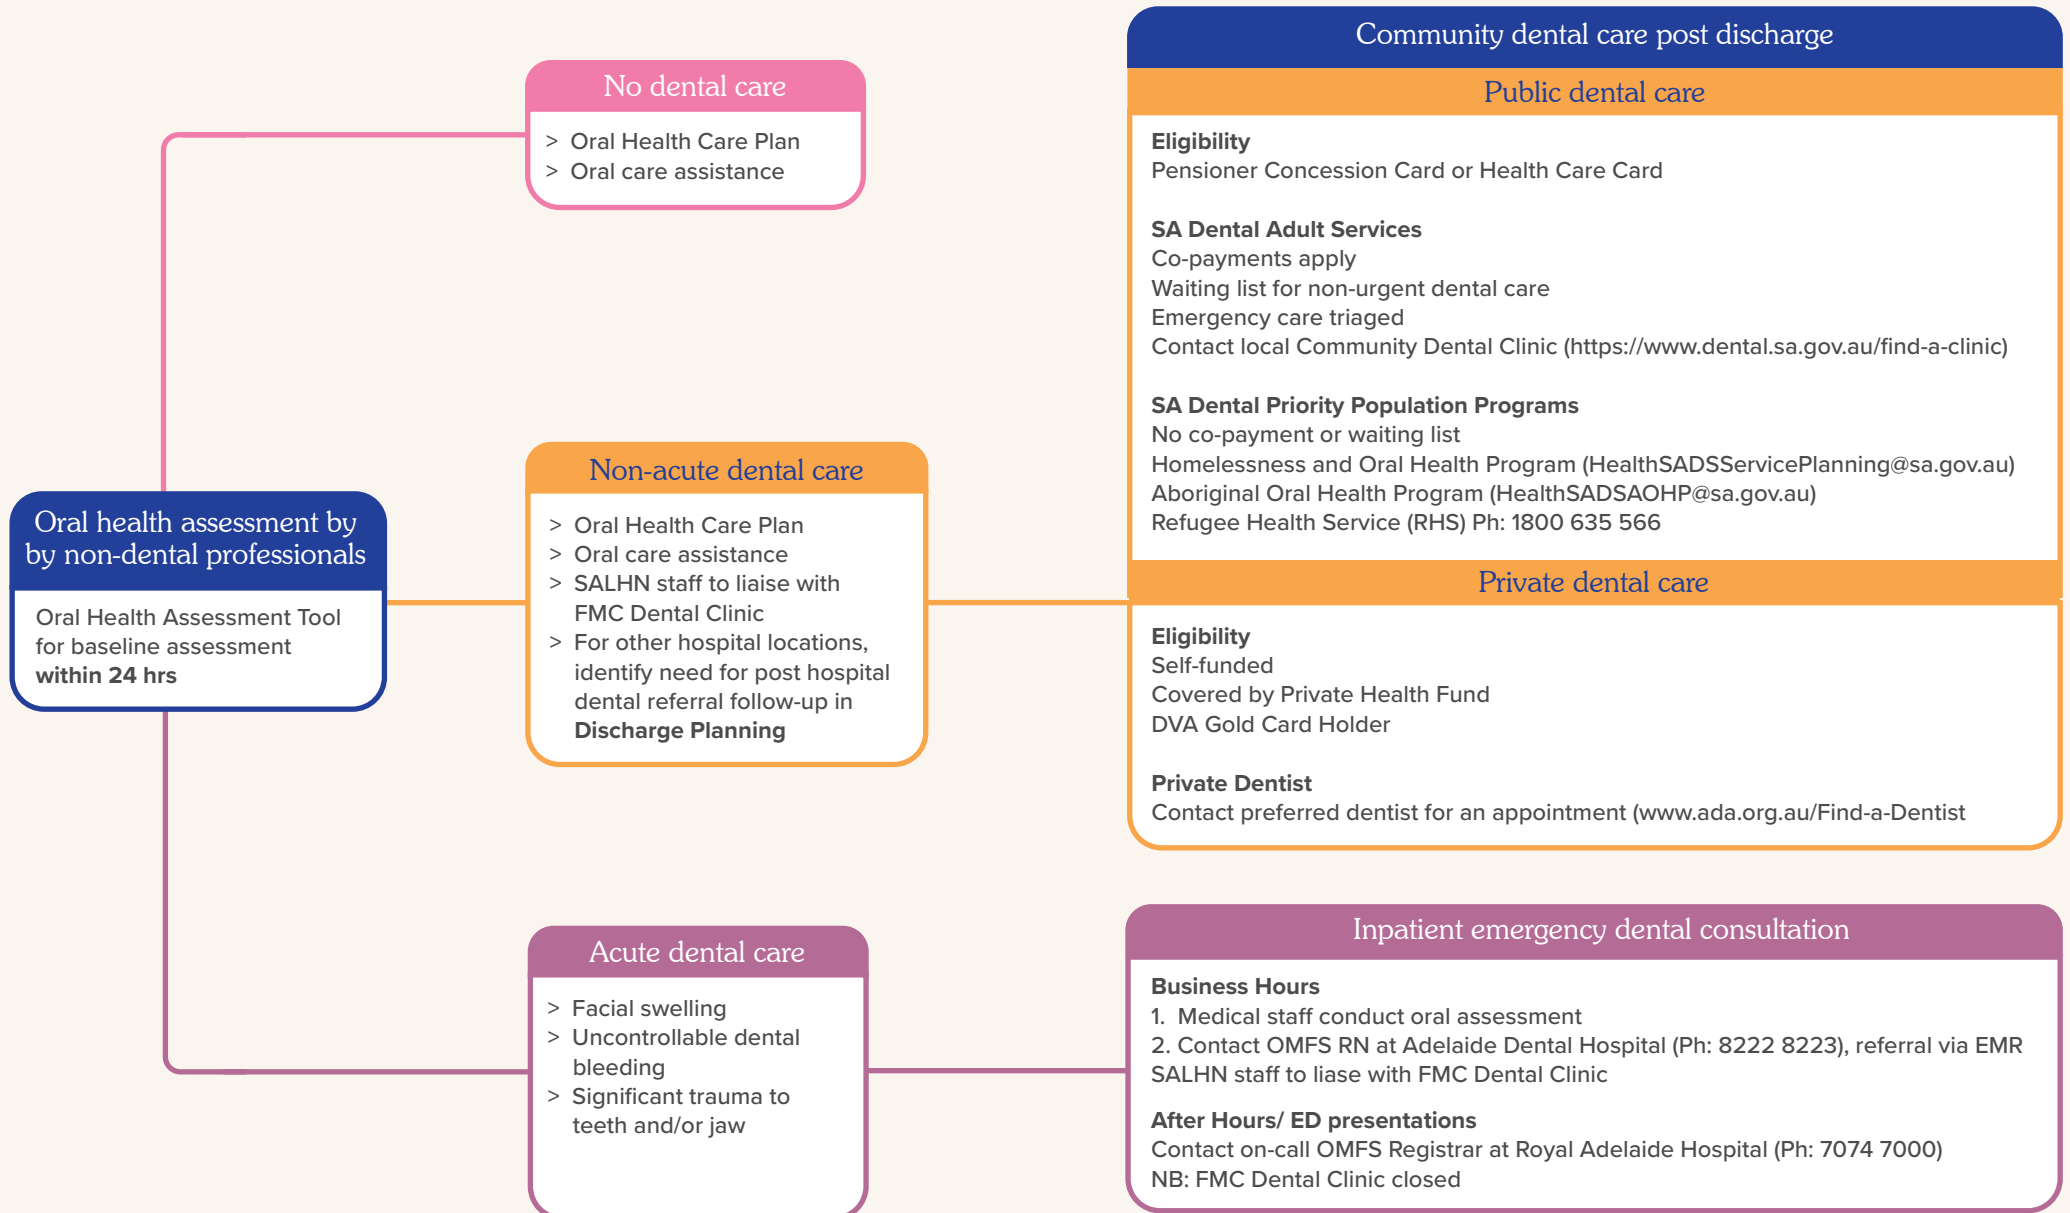 Oral health assessment by
by non-dental professionals
Oral Health Assessment Tool
for baseline assessment
within 24 hrs
No dental care
> Oral Health Care Plan
> Oral care assistance
Non-acute dental care
> Oral Health Care Plan
> Oral care assistance
> SALHN staff to liaise with
FMC Dental Clinic
> For other hospital locations,
identify need for post hospital
dental referral follow-up in
Discharge Planning
Acute dental care
> Facial swelling
> Uncontrollable dental
bleeding
> Significant trauma to
teeth and/or jaw
Community dental care post discharge
Public dental care
Eligibility
Pensioner Concession Card or Health Care Card
SA Dental Adult Services
Co-payments apply
Waiting list for non-urgent dental care
Emergency care triaged
Contact local Community Dental Clinic (https://www.dental.sa.gov.au/find-a-clinic)
SA Dental Priority Population Programs
No co-payment or waiting list
Homelessness and Oral Health Program (HealthSADSServicePlanning@sa.gov.au)
Aboriginal Oral Health Program (HealthSADSAOHP@sa.gov.au)
Refugee Health Service (RHS) Ph: 1800 635 566
Private dental care
Eligibility
Self-funded
Covered by Private Health Fund
DVA Gold Card Holder
Private Dentist
Contact preferred dentist for an appointment (www.ada.org.au/Find-a-Dentist
Inpatient emergency dental consultation
Business Hours
1. Medical staff conduct oral assessment
2. Contact OMFS RN at Adelaide Dental Hospital (Ph: 8222 8223), referral via EMR
SALHN staff to liase with FMC Dental Clinic
After Hours/ ED presentations
Contact on-call OMFS Registrar at Royal Adelaide Hospital (Ph: 7074 7000)
NB: FMC Dental Clinic closed